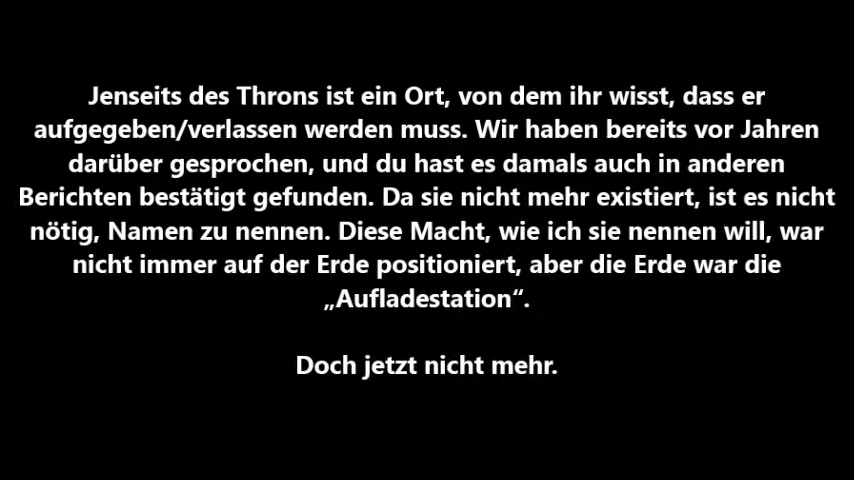 Jenseits des Throns ist ein Ort, von dem ihr wisst, dass er
aufgegeben/verlassen werden muss. Wir haben bereits vor Jahren
darüber gesprochen, und du hast es damals auch in anderen
Berichten bestätigt gefunden. Da sie nicht mehr existiert, ist es nicht
nötig, Namen zu nennen. Diese Macht, wie ich sie nennen will, war
nicht immer auf der Erde positioniert, aber die Erde war die
„Aufladestation“.
Doch jetzt nicht mehr.